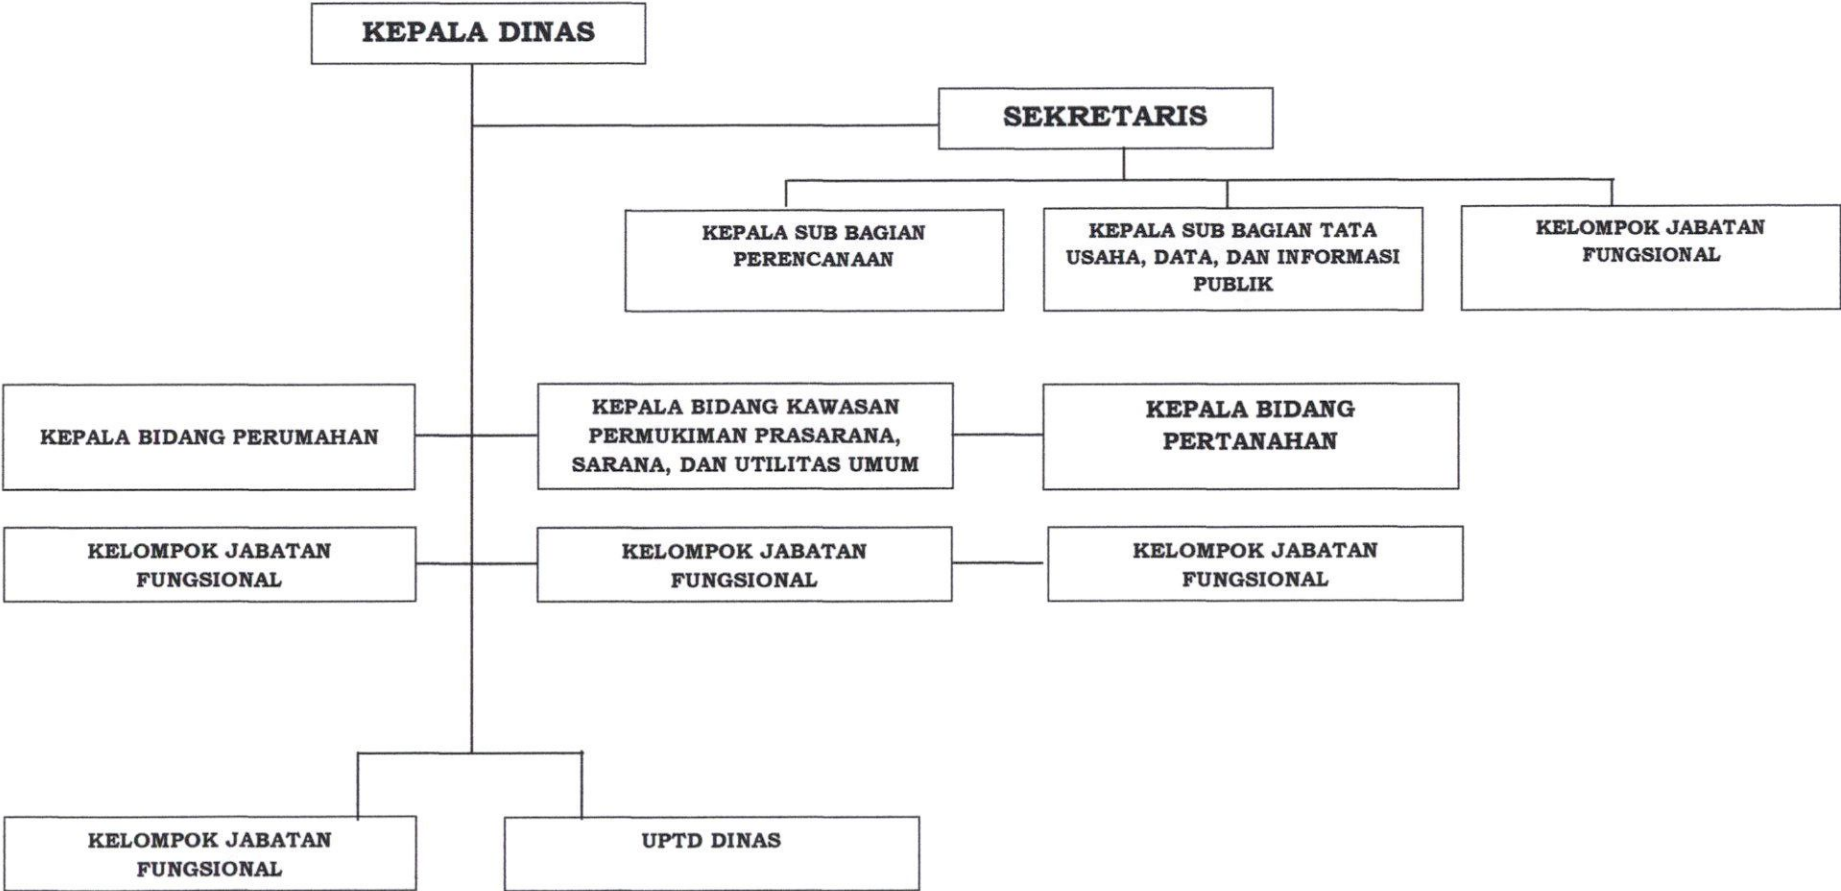 KEPALA DINAS
SEKRETARIS
KEPALA SUB BAGIAN
PERENCANAAN
KEPALA SUB BAGIAN TATA
USAHA, DATA, DAN INFORMASI
PUBLIK
KELOMPOK JABATAN
FUNGSIONAL
KEPALA BIDANG PERUMAHAN
KEPALA BIDANG KAWASAN
PERMUKIMAN PRASARANA,
SARANA, DAN UTILITAS UMUM
KEPALA BIDANG
PERTANAHAN
KELOMPOK JABATAN
FUNGSIONAL
KELOMPOK JABATAN
FUNGSIONAL
KELOMPOK JABATAN
FUNGSIONAL
KELOMPOK JABATAN
FUNGSIONAL
UPTD DINAS